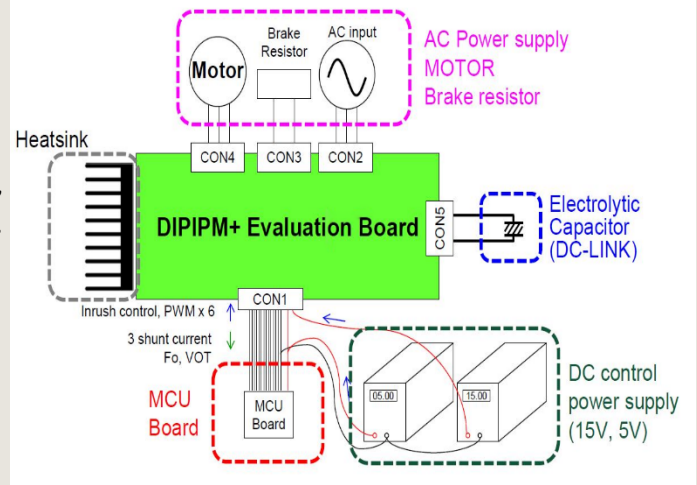 Brake
Resistor
AC input
Motor
AC Power supply
MOTOR
Brake resistor
Heatsink
CON4
CON3
CON2
DIPIPM+ Evaluation Board
CON5
Electrolytic
Capacitor
(DC-LINK)
CON1
Inrush control, PWM x 6
3 shunt current
Fo, VOT
MCU
Board
MCU
Board
05.00
15.00
DC control
power supply
(15V, 5V)